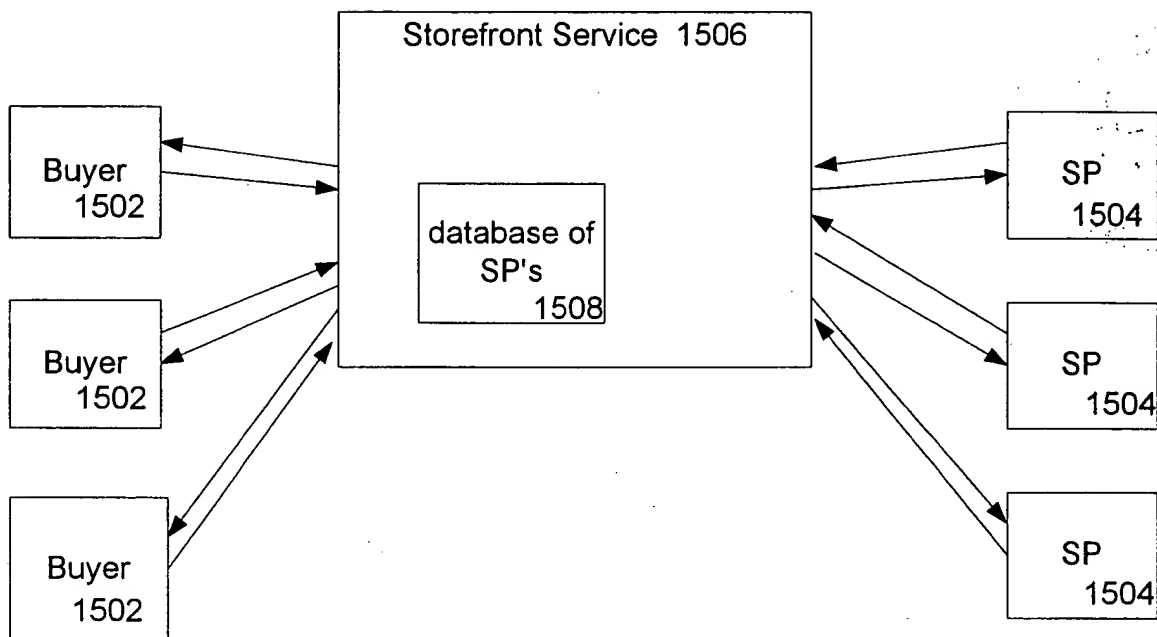 Storefront Service 1506
Buyer
1502
Buyer
1502
Buyer
1502
database of
SP's
1508
SP
1504
SP
1504
SP
1504